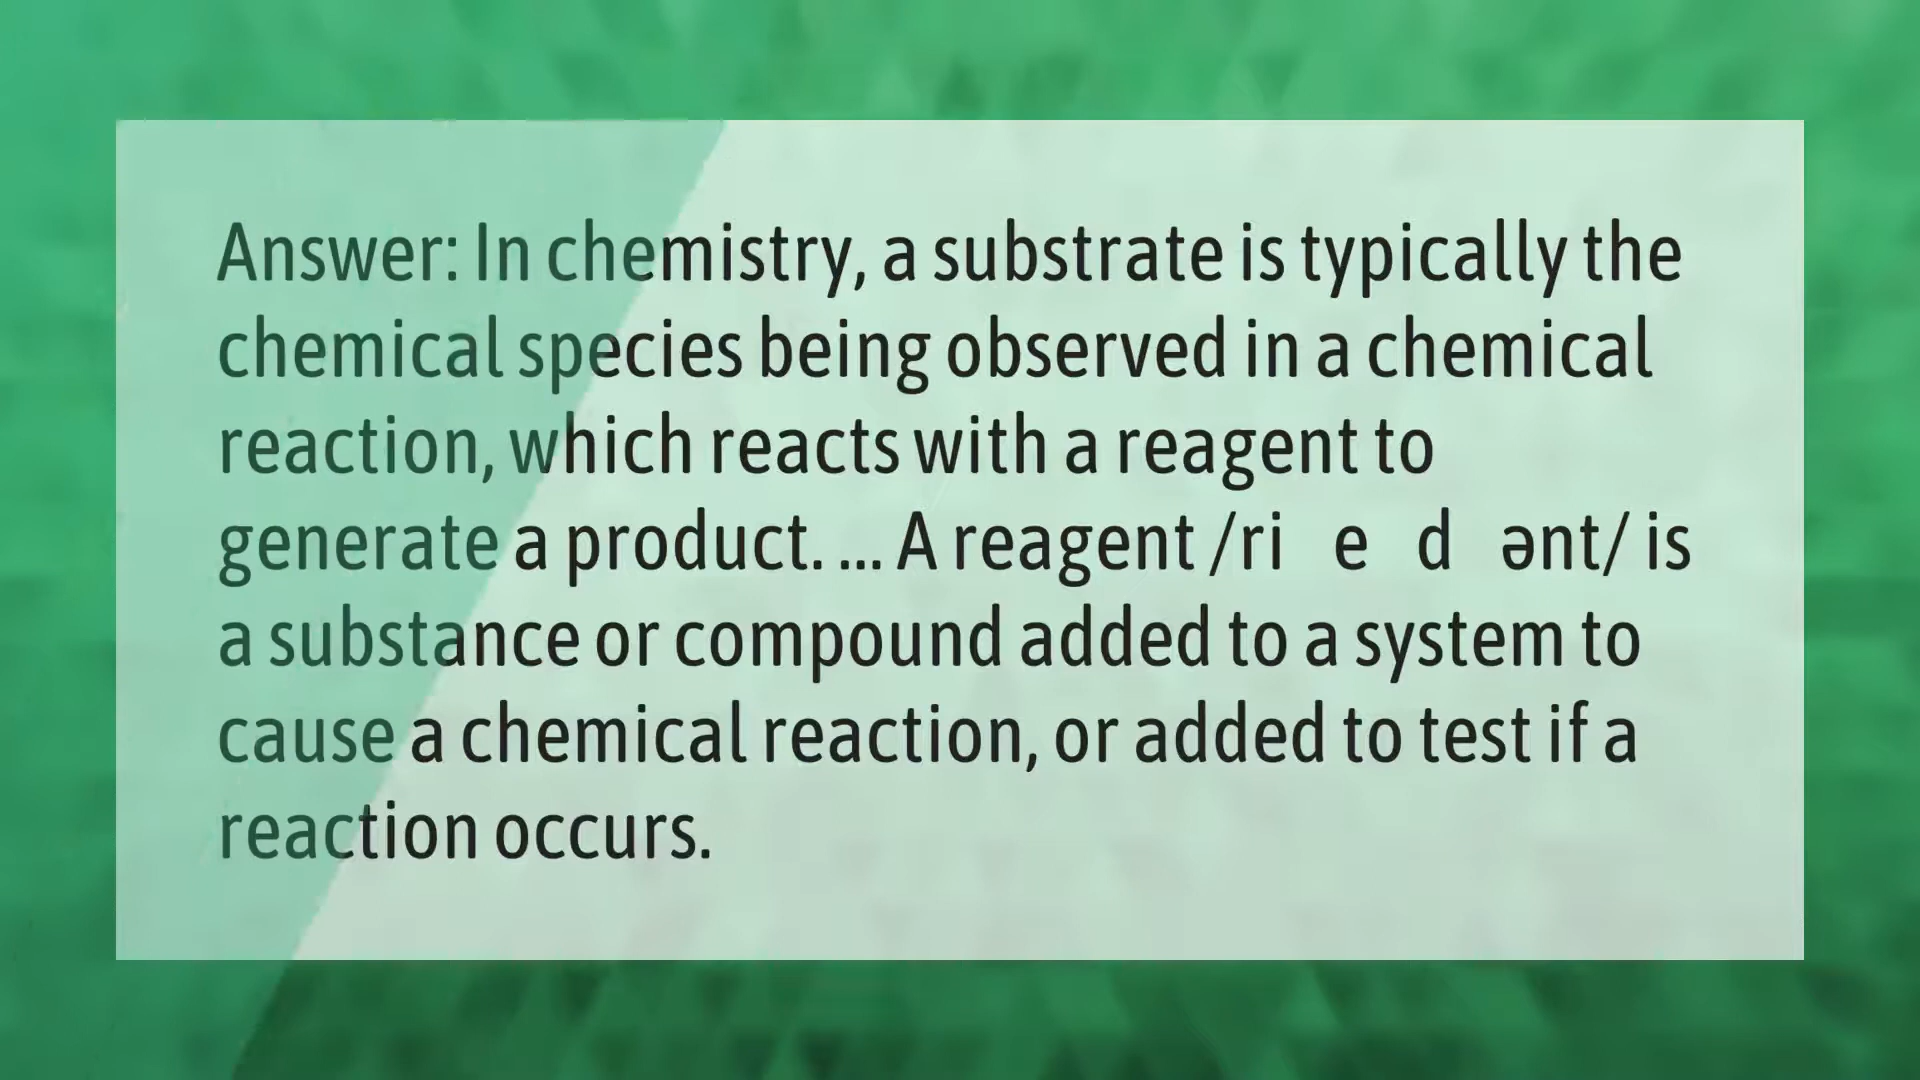 Answer: In chemistry, a substrate is typically the
chemical species being observed in a chemical
reaction, which reacts with a reagent to
generate a product. ... A reagent /ri e d ənt/ is
a substance or compound added to a system to
cause a chemical reaction, or added to test if a
reaction occurs.